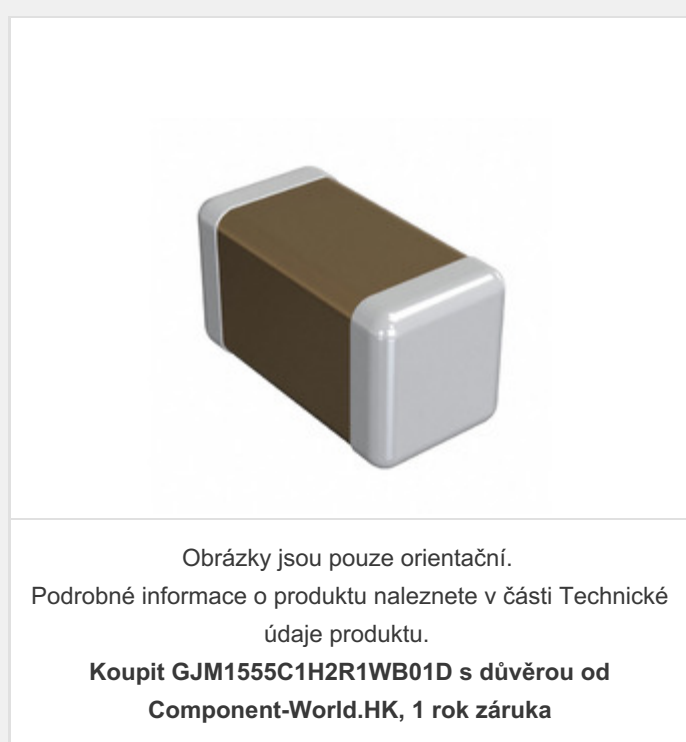 Obrázky jsou pouze orientační.
Podrobné informace o produktu naleznete v části Technické
údaje produktu.
Koupit GJM1555C1H2R1WB01D s důvěrou od
Component-World.HK, 1 rok záruka